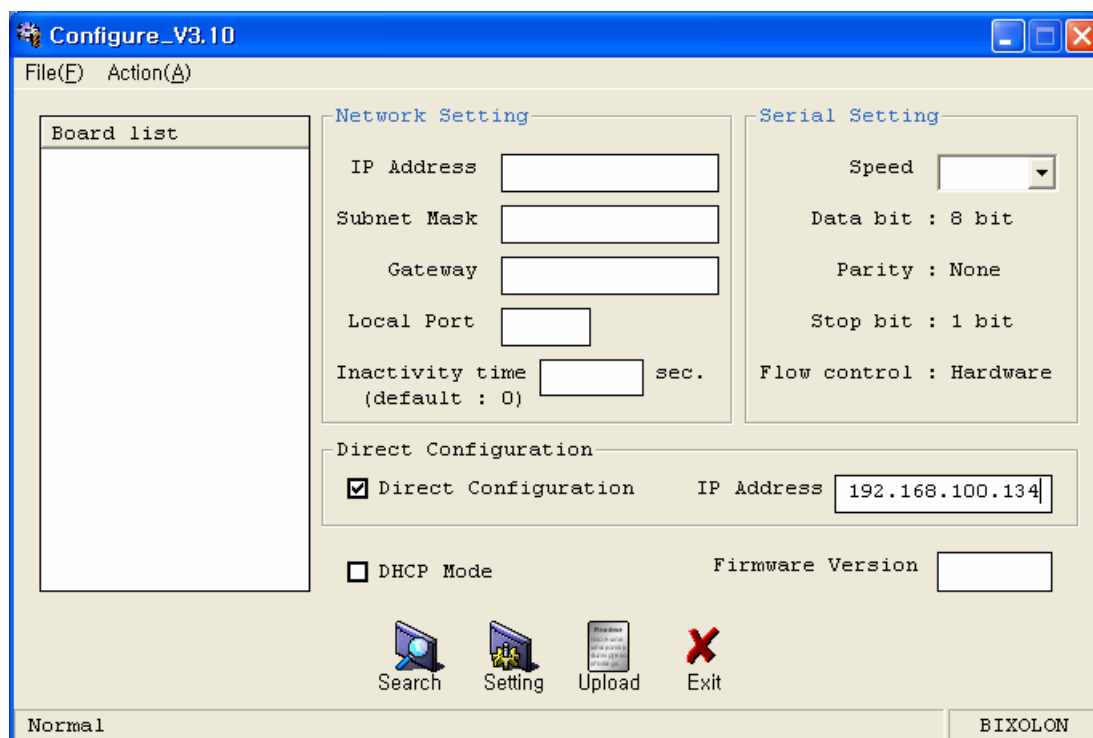 Configure_V3.10
File(F) Action(A)
Board list
Network Setting
IP Address
Subnet Mask
Gateway
Local Port
Inactivity time sec.
(default : 0)
Serial Setting
Speed
Data bit : 8 bit
Parity : None
Stop bit : 1 bit
Flow control : Hardware
Direct Configuration
Direct Configuration IP Address 192.168.100.134
DHCP Mode Firmware Version
Search Setting Upload Exit
Normal BIXOLON